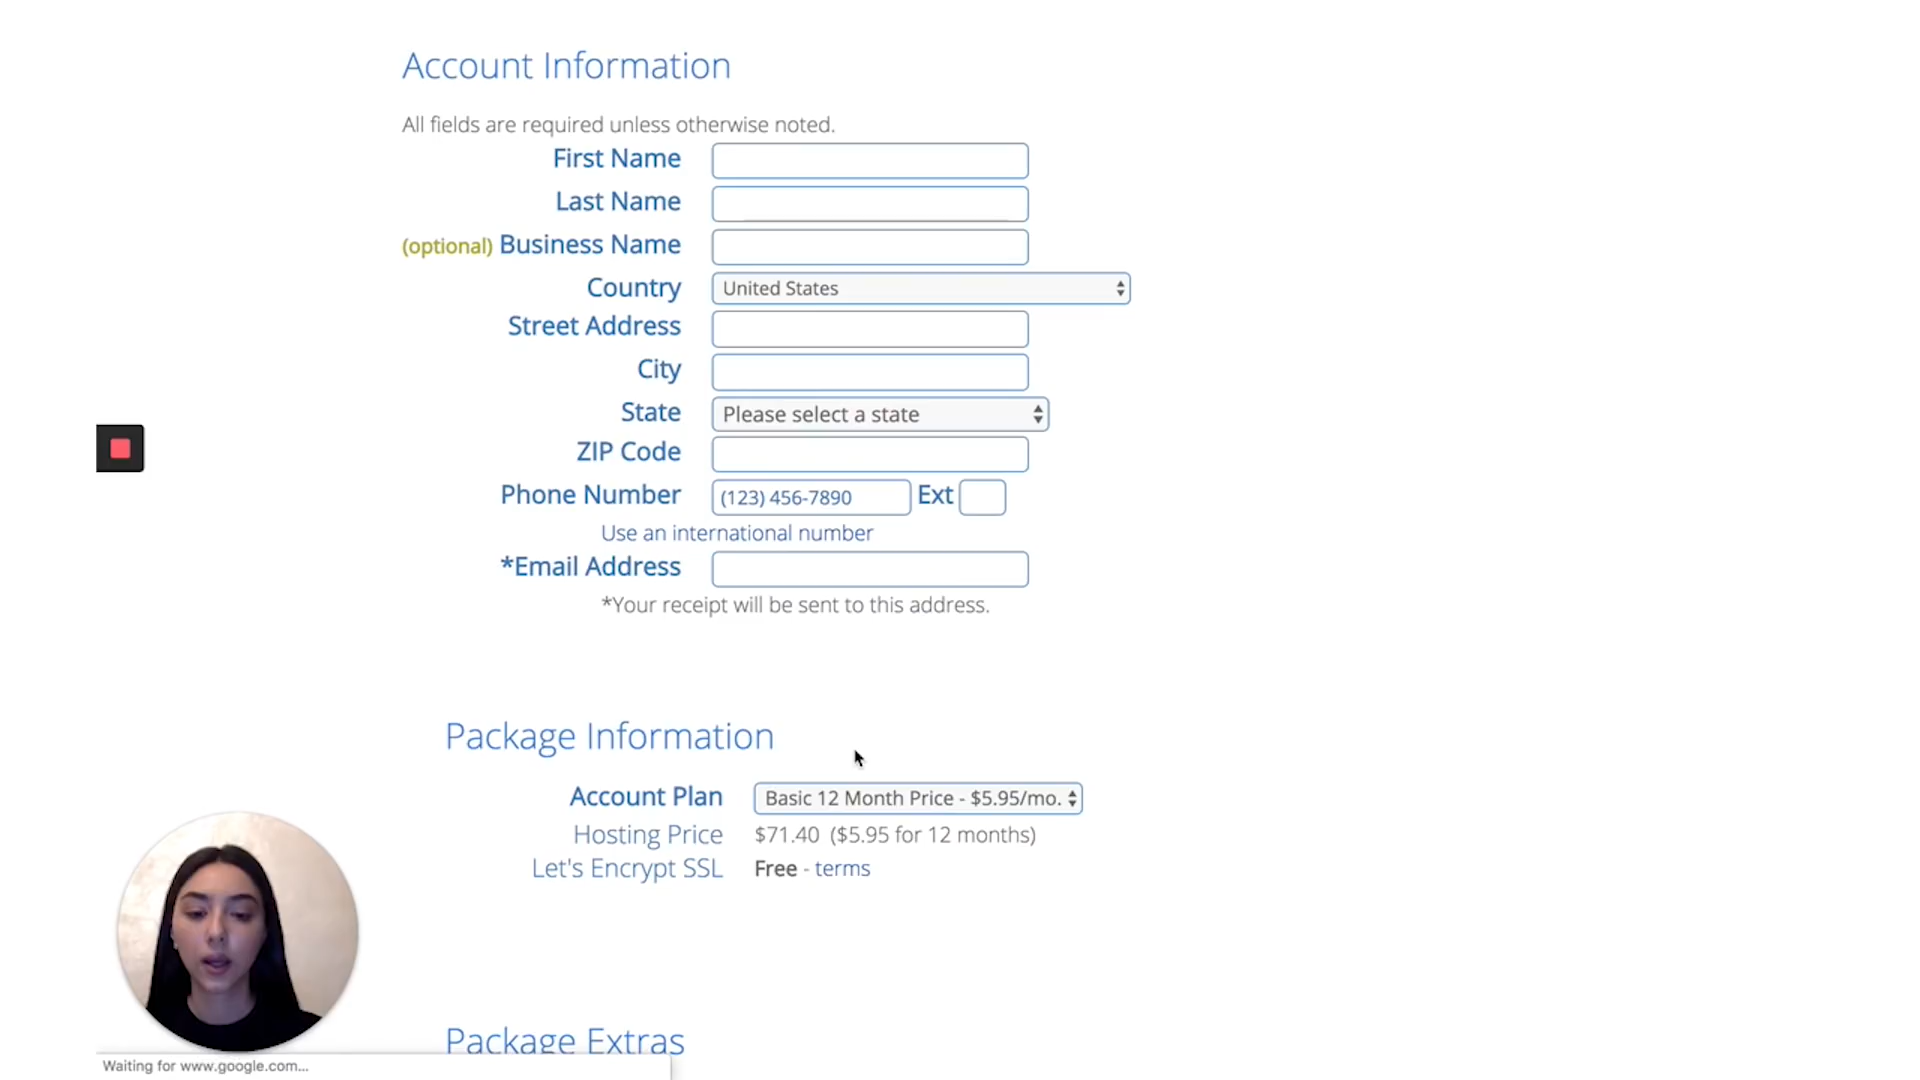 Account Information
All fields are required unless otherwise noted.
First Name
Last Name
(optional) Business Name
Country United States
Street Address
City
State Please select a state
ZIP Code
Phone Number (123) 456-7890 Ext
Use an international number
*Email Address
*Your receipt will be sent to this address.
Package Information
Account Plan Basic 12 Month Price - $5.95/mo.
Hosting Price $71.40 ($5.95 for 12 months)
Let's Encrypt SSL Free - terms
Package Extras
Waiting for www.google.com...